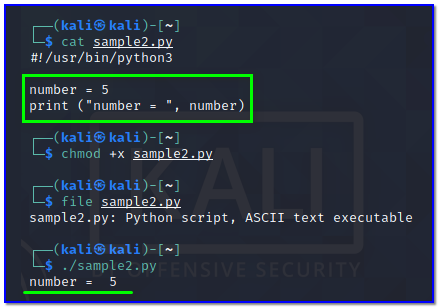 ┌──(kali㉿kali)-[~]
└─$ cat sample2.py
#!/usr/bin/python3
number = 5
print ("number = ", number)
┌──(kali㉿kali)-[~]
└─$ chmod +x sample2.py
┌──(kali㉿kali)-[~]
└─$ file sample2.py
sample2.py: Python script, ASCII text executable
┌──(kali㉿kali)-[~]
└─$ ./sample2.py
number =  5
KALI
OFFENSIVE SECURITY